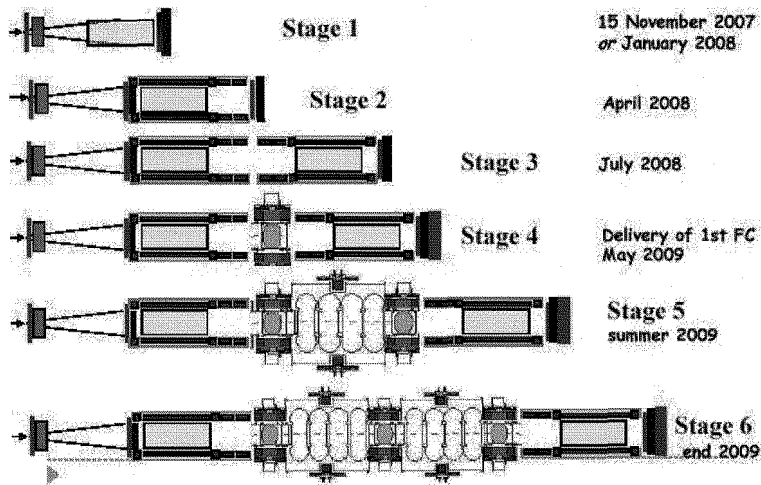 Stage 1
15 November 2007
or January 2008
Stage 2
April 2008
Stage 3
July 2008
Stage 4
Delivery of 1st FC
May 2009
Stage 5
summer 2009
Stage 6
end 2009